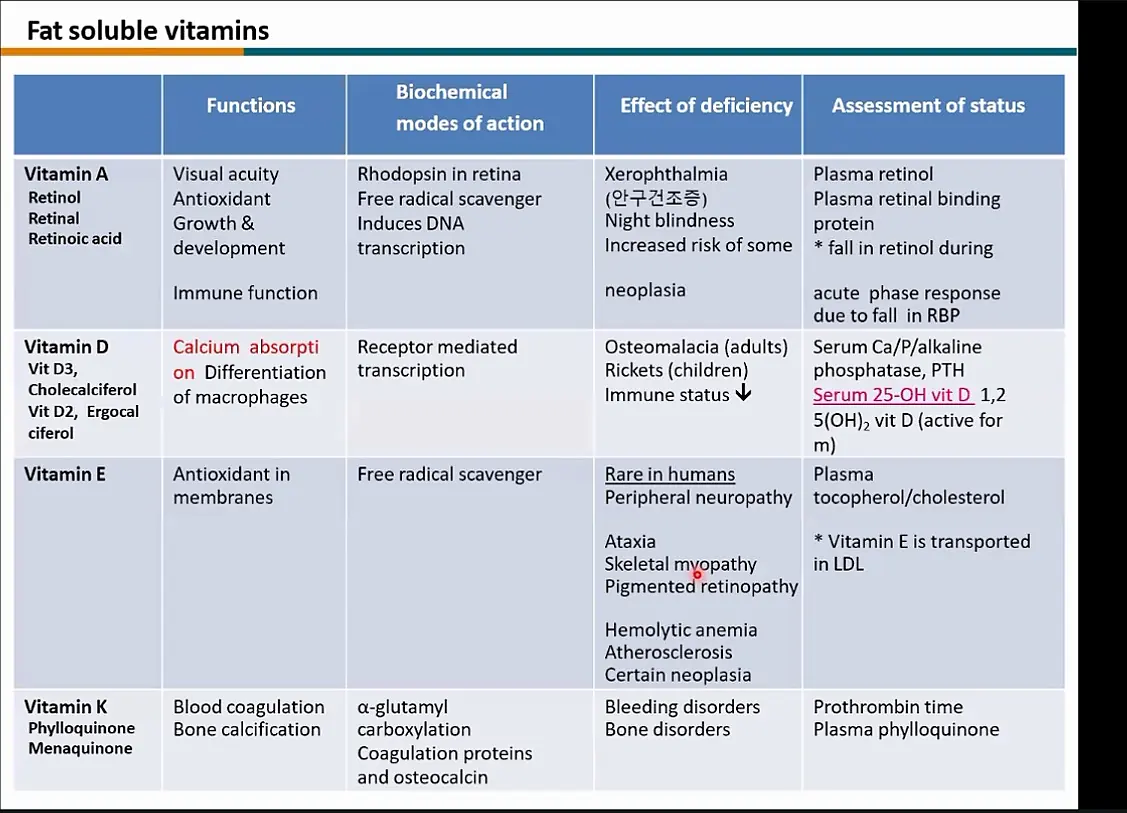 Fat soluble vitamins
Functions
Biochemical
modes of action
Effect of deficiency
Assessment of status
Vitamin A
Retinol
Retinal
Retinoic acid
Visual acuity
Antioxidant
Growth &
development
Immune function
Rhodopsin in retina
Free radical scavenger
Induces DNA
transcription
Xerophthalmia
(안구건조증)
Night blindness
Increased risk of some
neoplasia
Plasma retinol
Plasma retinal binding
protein
* fall in retinol during
acute phase response
due to fall in RBP
Vitamin D
Vit D3,
Cholecalciferol
Vit D2, Ergocal
ciferol
Calcium absorpti
on Differentiation
of macrophages
Receptor mediated
transcription
Osteomalacia (adults)
Rickets (children)
Immune status ↓
Serum Ca/P/alkaline
phosphatase, PTH
Serum 25-OH vit D 1,2
5(OH)₂ vit D (active for
m)
Vitamin E
Antioxidant in
membranes
Free radical scavenger
Rare in humans
Peripheral neuropathy
Ataxia
Skeletal myopathy
Pigmented retinopathy
Hemolytic anemia
Atherosclerosis
Certain neoplasia
Plasma
tocopherol/cholesterol
* Vitamin E is transported
in LDL
Vitamin K
Phylloquinone
Menaquinone
Blood coagulation
Bone calcification
α-glutamyl
carboxylation
Coagulation proteins
and osteocalcin
Bleeding disorders
Bone disorders
Prothrombin time
Plasma phylloquinone